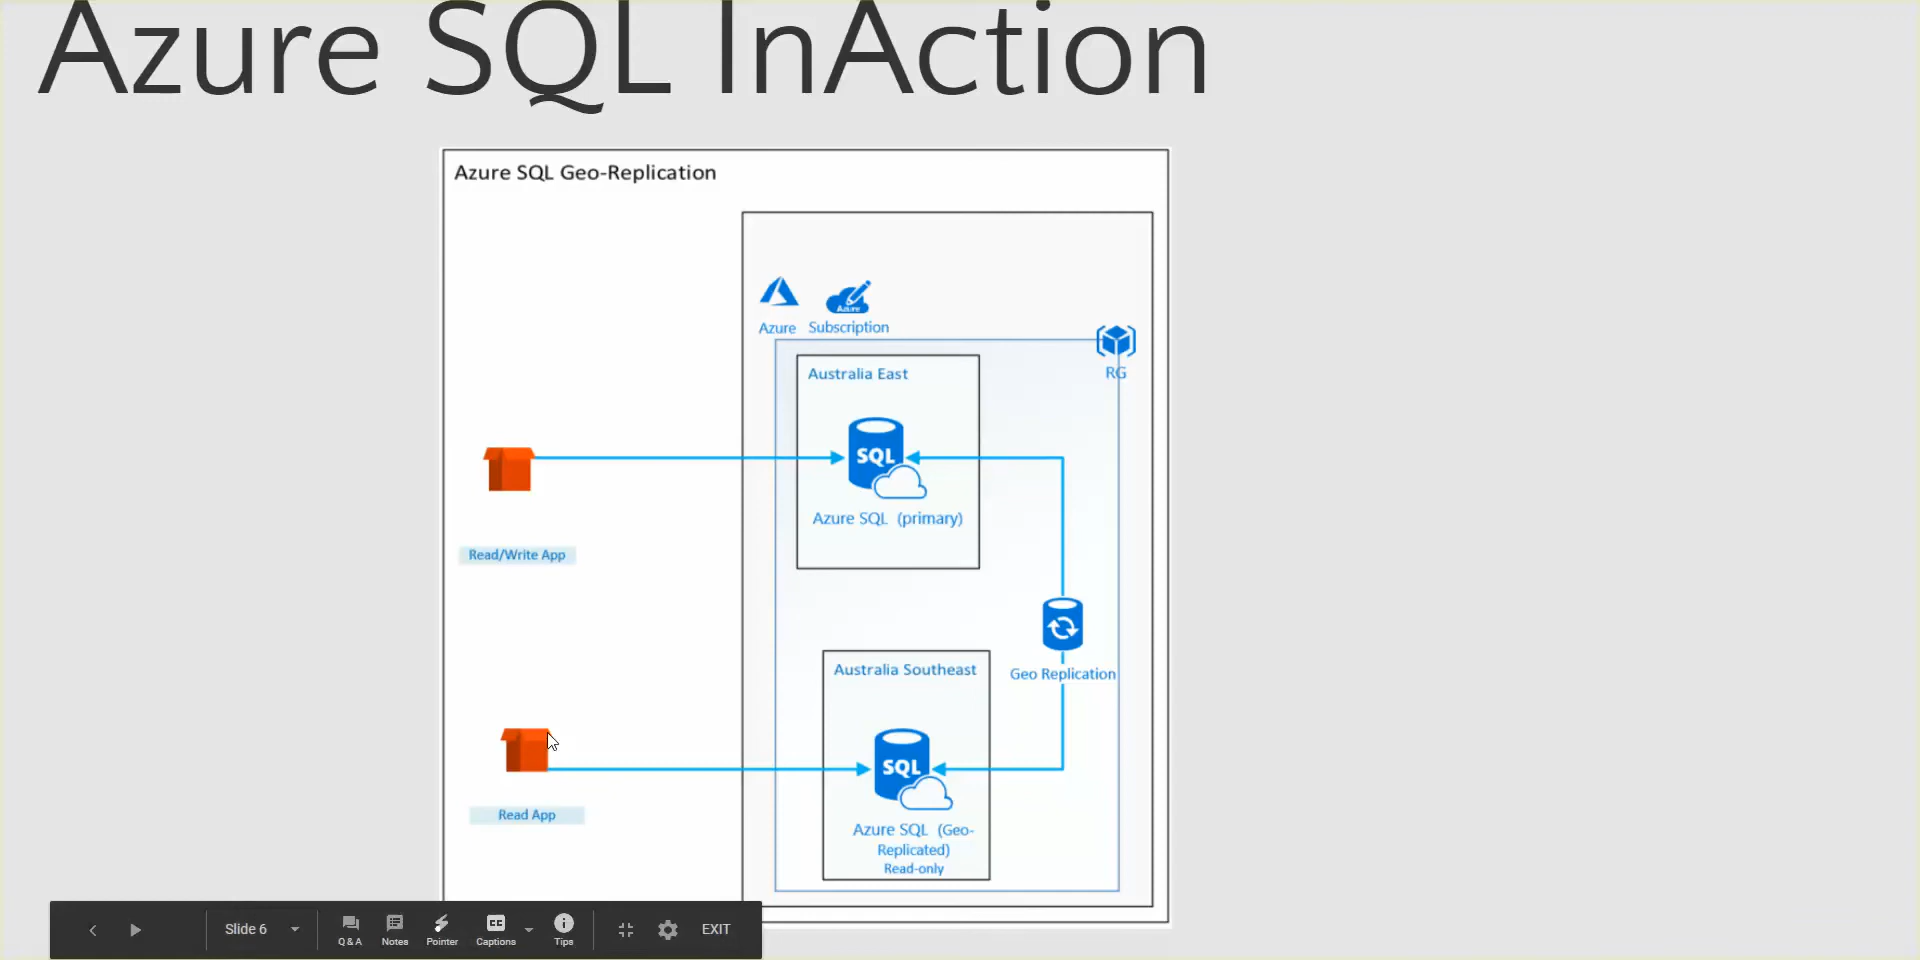 Azure SQL InAction
Azure SQL Geo-Replication
Azure
Subscription
Azure
RG
Australia East
SQL
Azure SQL (primary)
Read/Write App
Geo Replication
Australia Southeast
SQL
Azure SQL (Geo-
Replicated)
Read-only
Read App
Slide 6
Q & A
Notes
Pointer
CC
Captions
Tips
EXIT